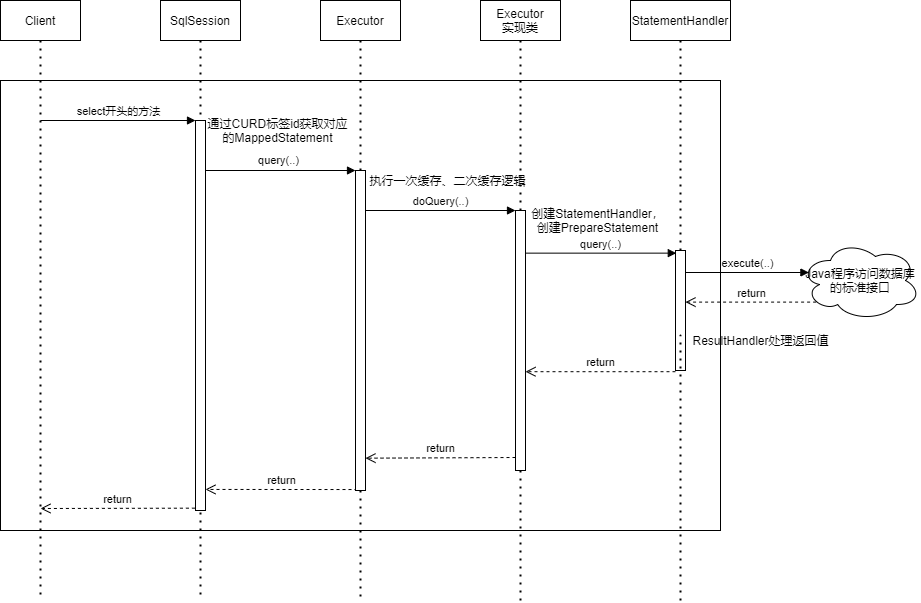 Client
SqlSession
Executor
Executor
实现类
StatementHandler
select开头的方法
通过CURD标签id获取对应
的MappedStatement
query(..)
执行一次缓存、二次缓存逻辑
doQuery(..)
创建StatementHandler，
创建PrepareStatement
query(..)
execute(..)
Java程序访问数据库
的标准接口
return
ResultHandler处理返回值
return
return
return
return